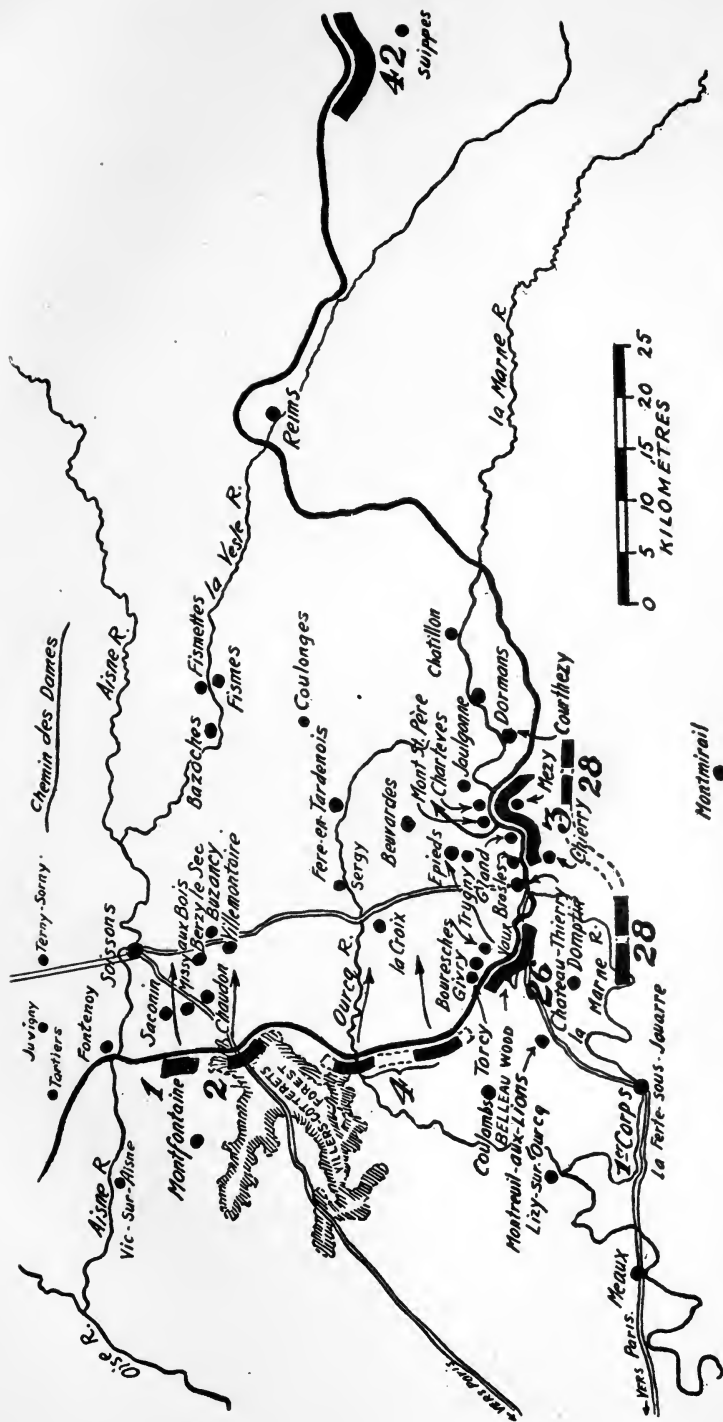 Oise R.
Aisne R.
Vic-sur-Aisne
Tartiers
Juvigny
Terny-Sorny
Chemin des Dames
Aisne R.
Fontenoy
Soissons
Saconin
Missy aux Bois
Berzy le Sec
Buzancy
Villemontoire
Chaudon
1
2
Montfontaine
VILLERS-COTTERETS
FOREST
VERS PARIS
Bazoches
Fismettes
Fismes
la Vesle R.
Reims
42
Suippes
Coulonges
Fere-en-Tardenois
Sergy
Ourcq R.
la Croix
Beuvardes
4
Epieds
Trugny
Gland
Brasles
Mont St. Père
Charteves
Jaulgonne
Chatillon
Dormans
Courthezy
la Marne R.
Bouresches
Givry
Torcy
Vaux
BELLEAU WOOD
Coulombs
Montreuil-aux-Lions
Lizy-sur-Ourcq
26
Chateau-Thierry
Domptin
la
MARNE R.
Mezy
3
28
Chierry
28
1er Corps
La Ferte-sous-Jouarre
Meaux
VERS PARIS
Montmirail
0 5 10 15 20 25
KILOMÉTRES